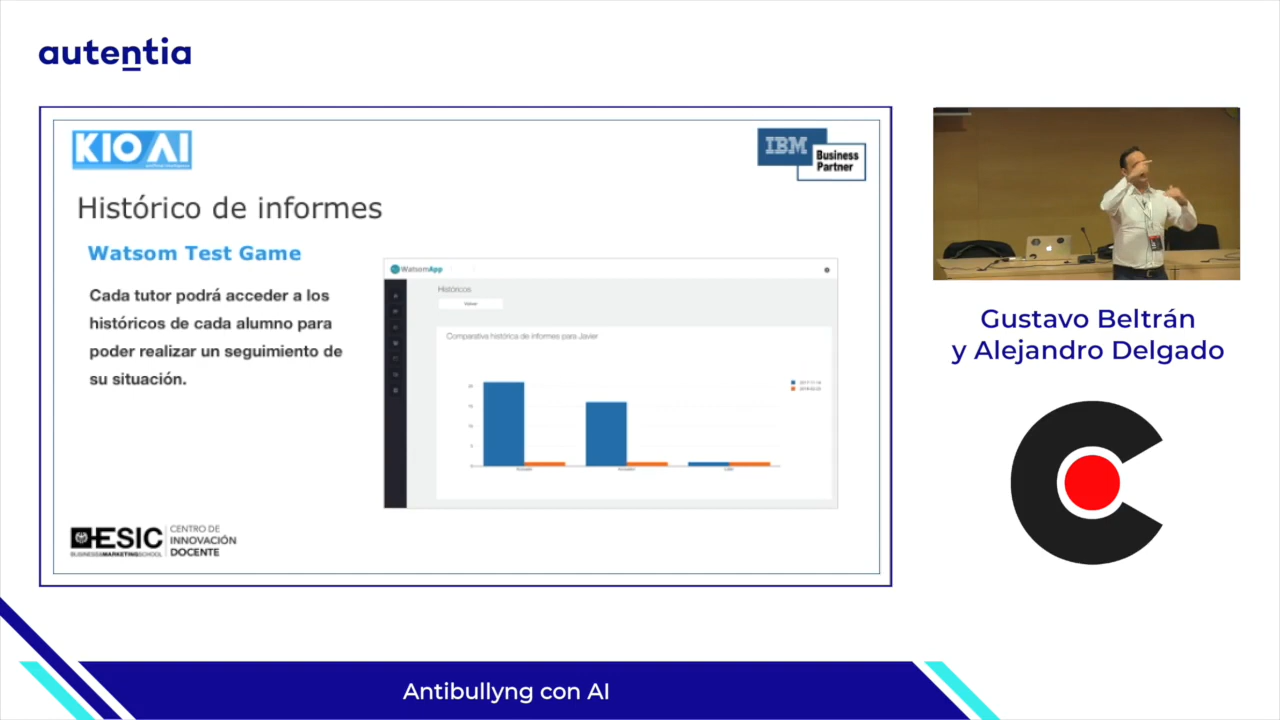 autentia
KIO AI
IBM
Business
Partner
Histórico de informes
Watsom Test Game
Cada tutor podrá acceder a los
históricos de cada alumno para
poder realizar un seguimiento de
su situación.
WatsomApp
Históricos
Volver
Comparativa histórica de informes para Javier
ESIC
BUSINESS&MARKETINGSCHOOL
CENTRO DE
INNOVACIÓN
DOCENTE
Gustavo Beltrán
y Alejandro Delgado
Antibullyng con AI